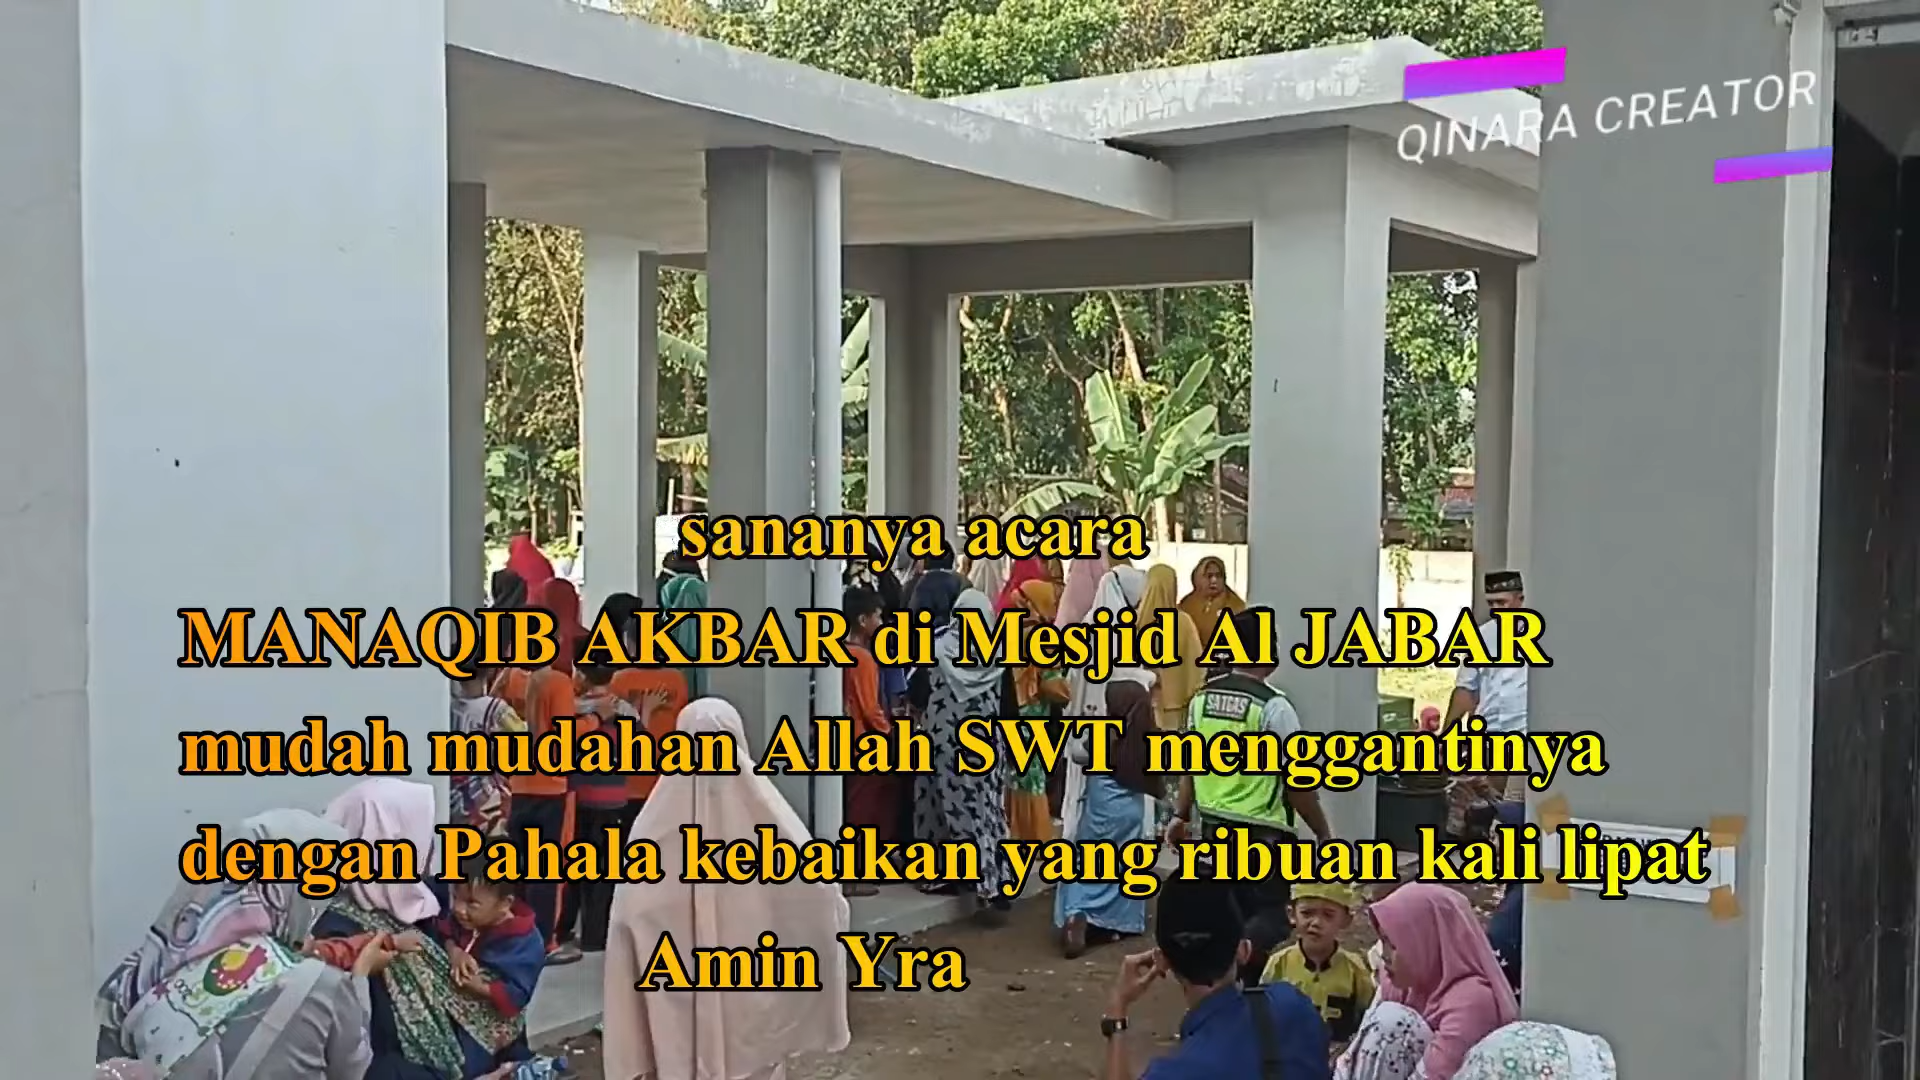 QINARA CREATOR
sananya acara
MANAQIB AKBAR di Mesjid Al JABAR
mudah mudahan Allah SWT menggantinya
SATGAS
dengan Pahala kebaikan yang ribuan kali lipat
Amin Yra